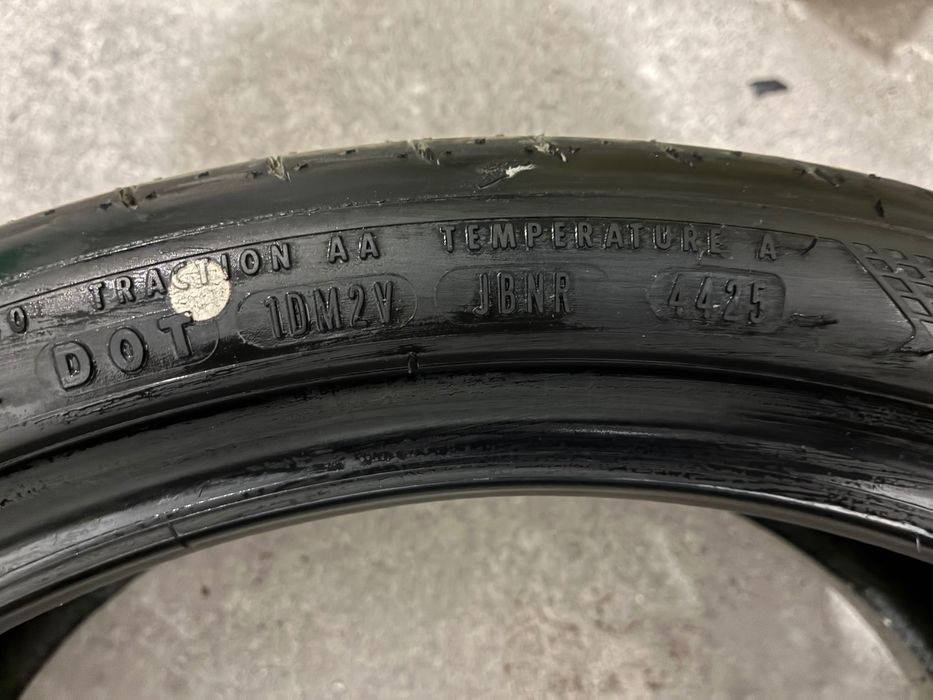 TRACTION AA TEMPERATURE A
DOT 1DM2V JBNR 4425